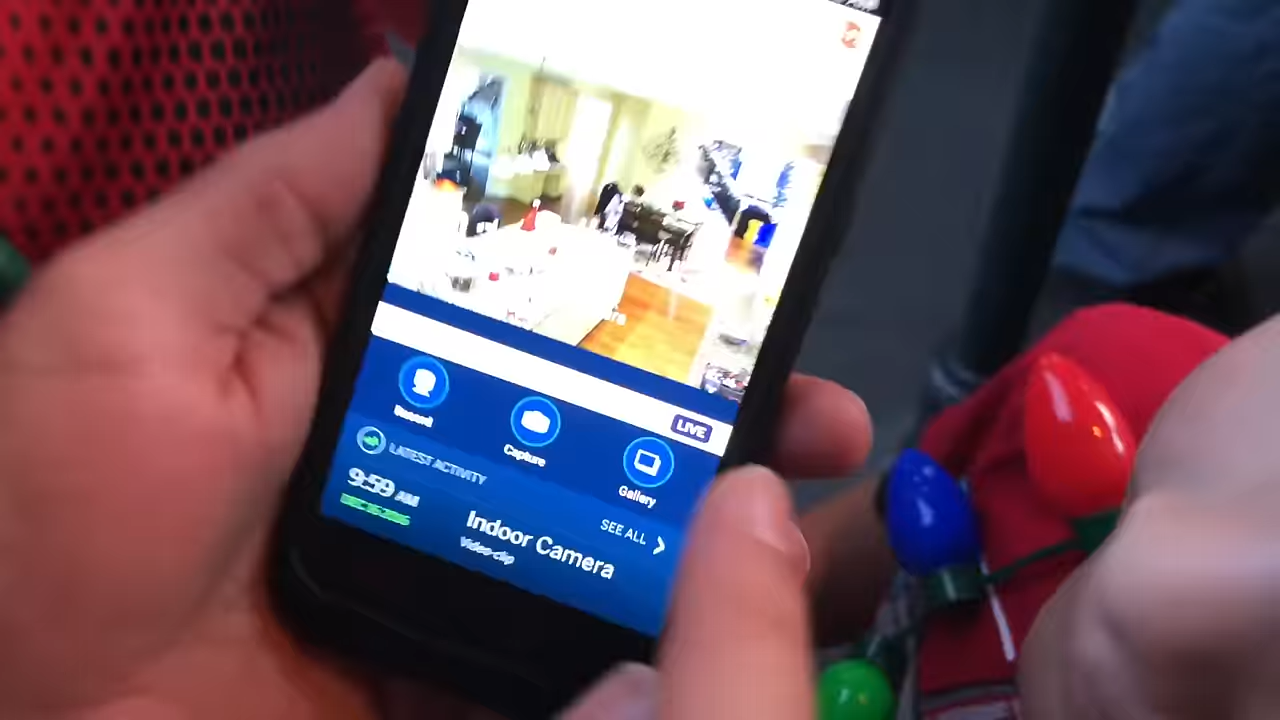 LIVE
Record
Capture
Gallery
LATEST ACTIVITY
9:59 AM
SEE ALL
Indoor Camera
Video clip